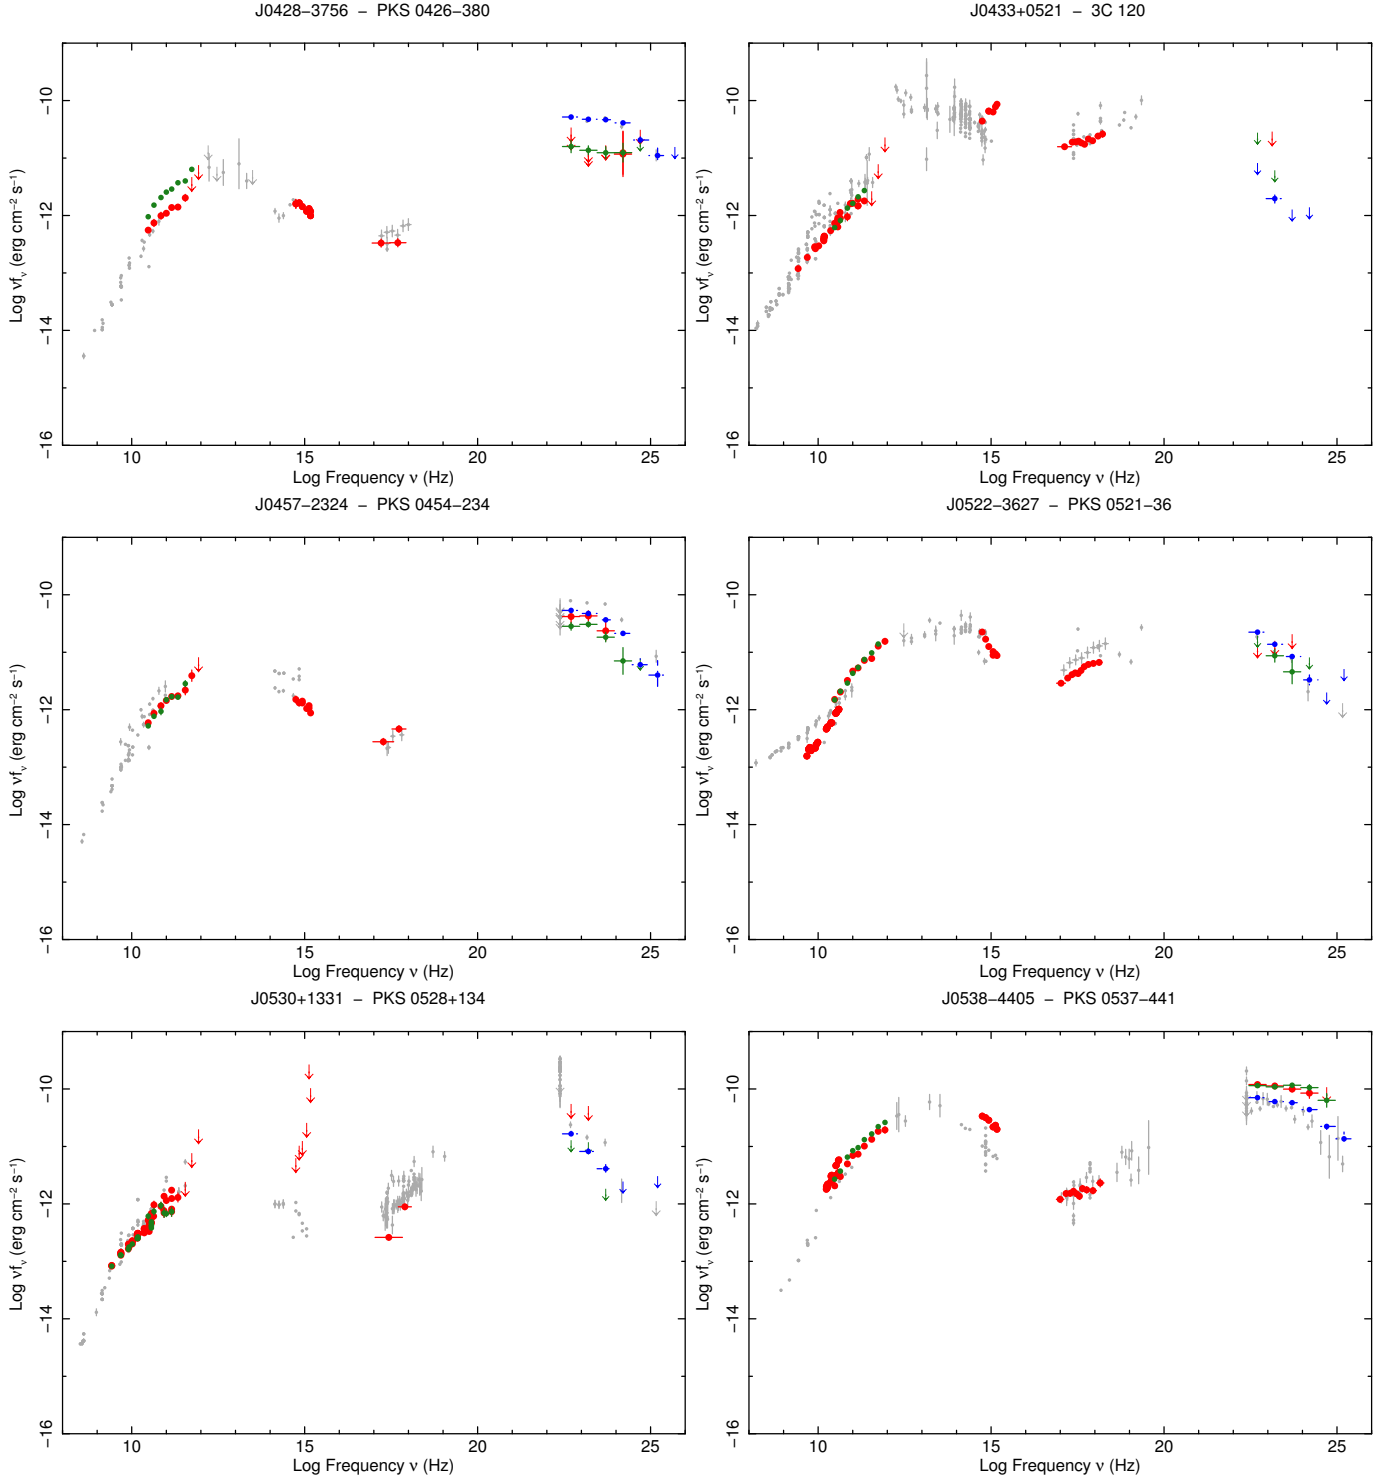 J0428−3756 − PKS 0426−380
Log νfν (erg cm−2 s−1)
−10
−12
−14
−16
10 15 20 25
Log Frequency ν (Hz)
J0433+0521 − 3C 120
Log νfν (erg cm−2 s−1)
−10
−12
−14
−16
10 15 20 25
Log Frequency ν (Hz)
J0457−2324 − PKS 0454−234
Log νfν (erg cm−2 s−1)
−10
−12
−14
−16
10 15 20 25
Log Frequency ν (Hz)
J0522−3627 − PKS 0521−36
Log νfν (erg cm−2 s−1)
−10
−12
−14
−16
10 15 20 25
Log Frequency ν (Hz)
J0530+1331 − PKS 0528+134
Log νfν (erg cm−2 s−1)
−10
−12
−14
−16
10 15 20 25
Log Frequency ν (Hz)
J0538−4405 − PKS 0537−441
Log νfν (erg cm−2 s−1)
−10
−12
−14
−16
10 15 20 25
Log Frequency ν (Hz)